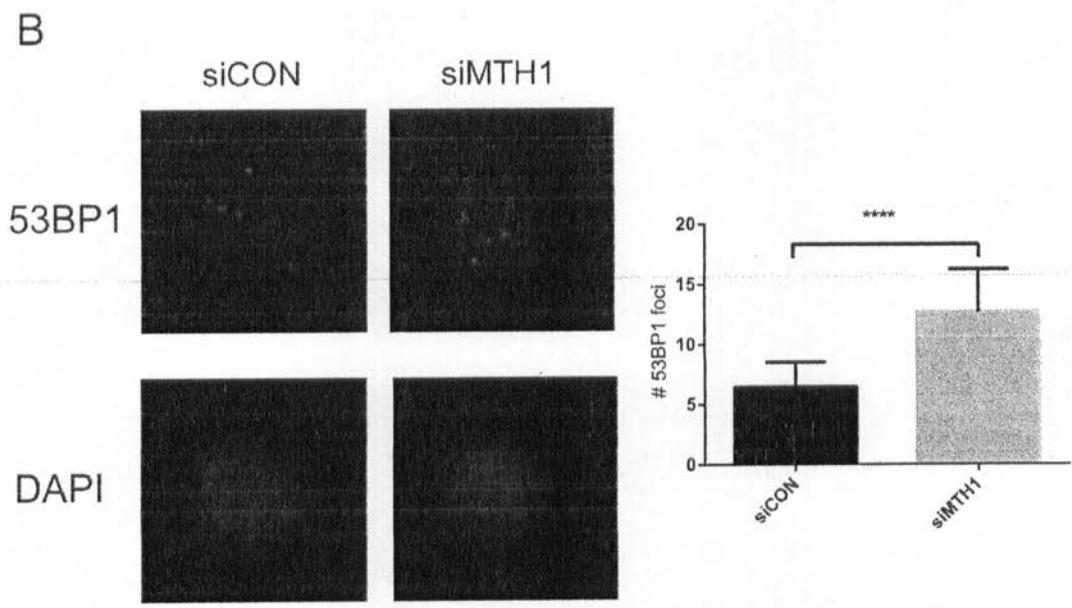 B
siCON siMTH1
53BP1
DAPI
****
# 53BP1 foci
20
15
10
5
0
siCON
siMTH1